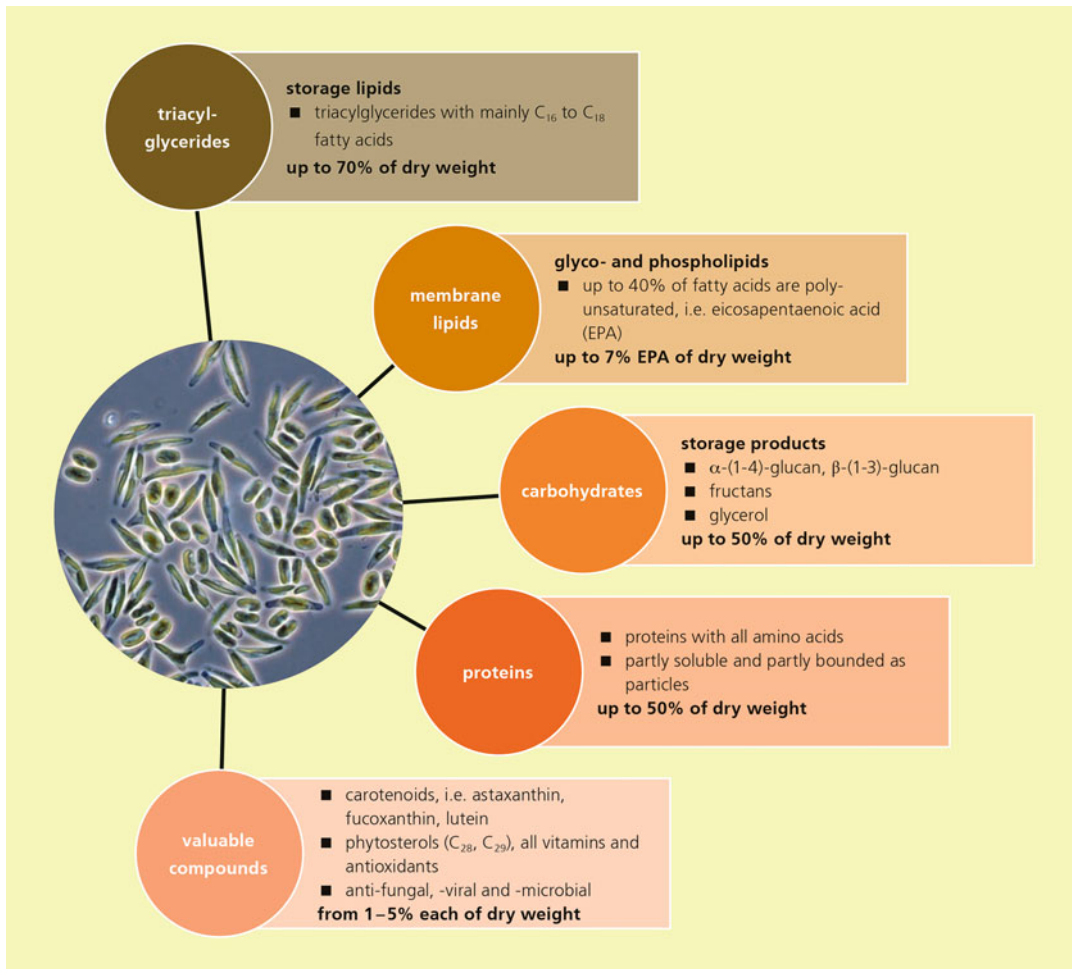 triacyl-
glycerides
storage lipids
■ triacylglycerides with mainly C₁₆ to C₁₈
fatty acids
up to 70% of dry weight
membrane
lipids
glyco- and phospholipids
■ up to 40% of fatty acids are poly-
unsaturated, i.e. eicosapentaenoic acid
(EPA)
up to 7% EPA of dry weight
carbohydrates
storage products
■ α-(1-4)-glucan, β-(1-3)-glucan
■ fructans
■ glycerol
up to 50% of dry weight
proteins
■ proteins with all amino acids
■ partly soluble and partly bounded as
particles
up to 50% of dry weight
valuable
compounds
■ carotenoids, i.e. astaxanthin,
fucoxanthin, lutein
■ phytosterols (C₂₈, C₂₉), all vitamins and
antioxidants
■ anti-fungal, -viral and -microbial
from 1–5% each of dry weight